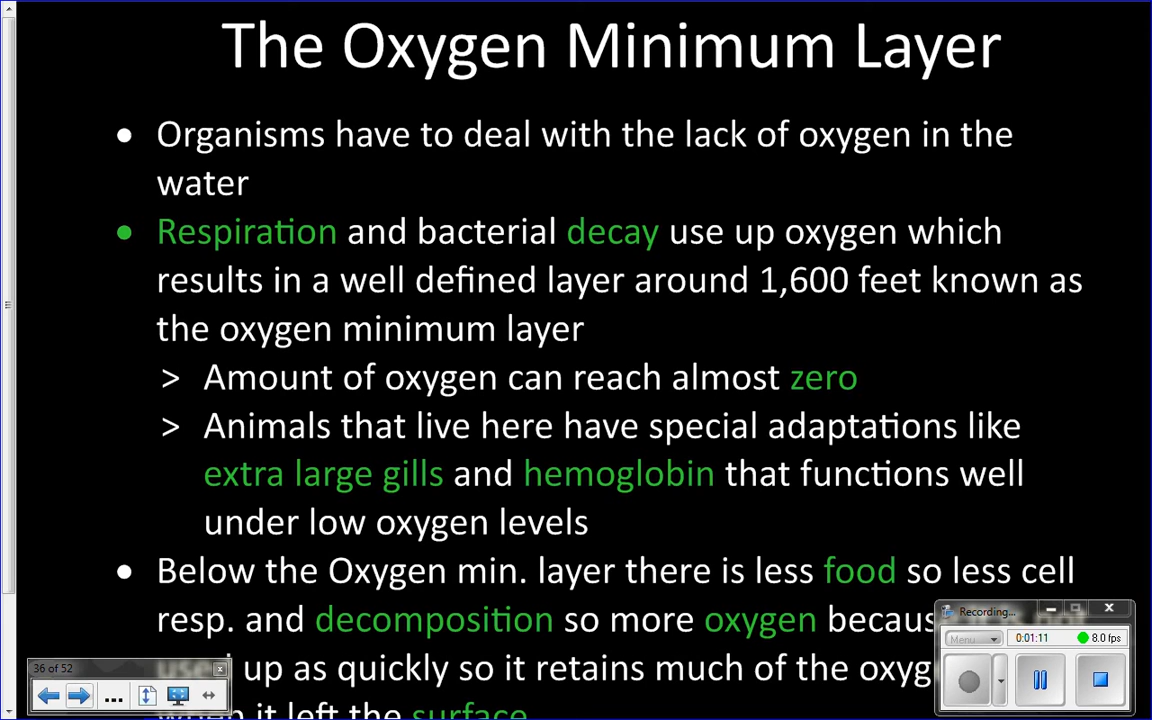 The Oxygen Minimum Layer
• Organisms have to deal with the lack of oxygen in the
water
• Respiration and bacterial decay use up oxygen which
results in a well defined layer around 1,600 feet known as
the oxygen minimum layer
> Amount of oxygen can reach almost zero
> Animals that live here have special adaptations like
extra large gills and hemoglobin that functions well
under low oxygen levels
• Below the Oxygen min. layer there is less food so less cell
resp. and decomposition so more oxygen
up as quickly so it retains much of the
when it left the surface
36 of 52
...
Recording...
Menu
0:01:11
8.0 fps